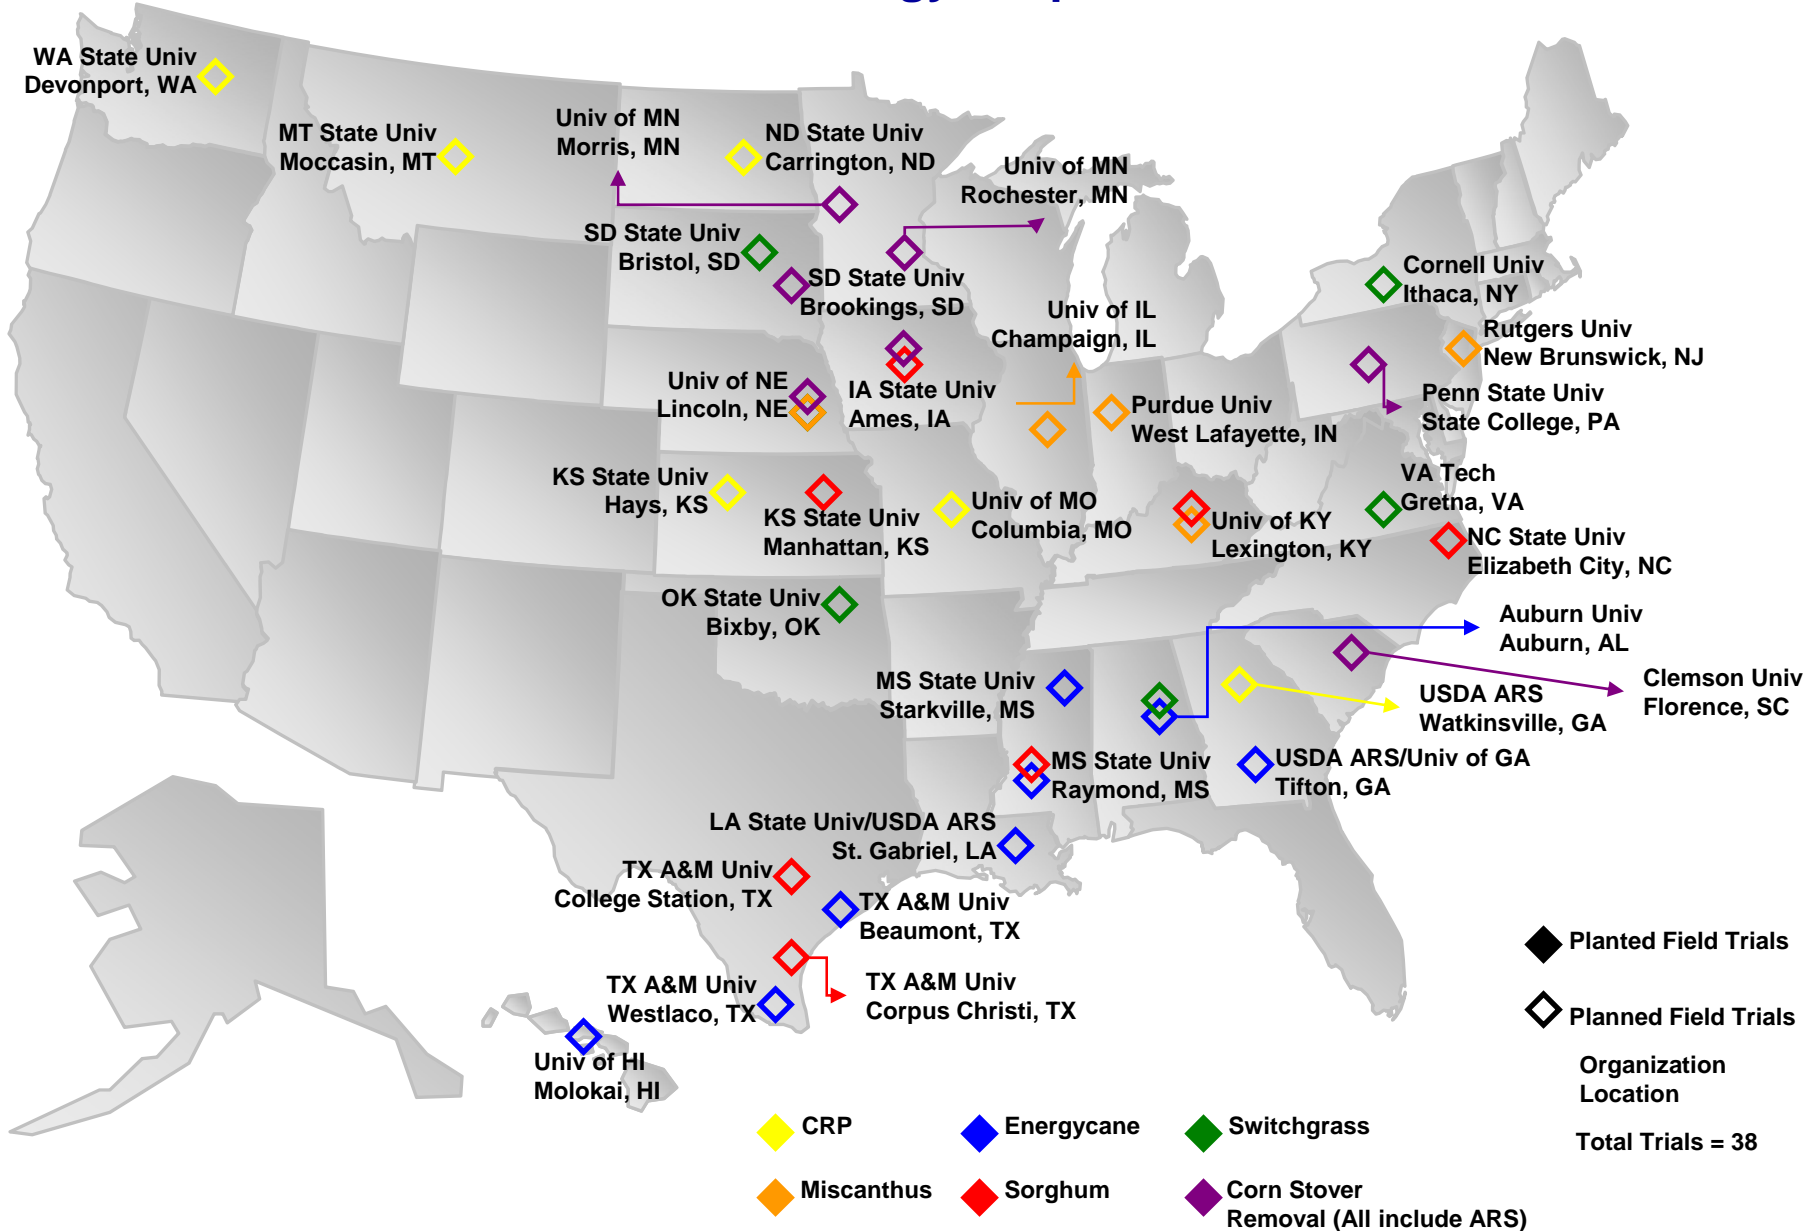 WA State Univ
Devonport, WA
MT State Univ
Moccasin, MT
Univ of MN
Morris, MN
ND State Univ
Carrington, ND
Univ of MN
Rochester, MN
SD State Univ
Bristol, SD
SD State Univ
Brookings, SD
Cornell Univ
Ithaca, NY
Univ of IL
Champaign, IL
Rutgers Univ
New Brunswick, NJ
Univ of NE
Lincoln, NE
IA State Univ
Ames, IA
Purdue Univ
West Lafayette, IN
Penn State Univ
State College, PA
KS State Univ
Hays, KS
KS State Univ
Manhattan, KS
Univ of MO
Columbia, MO
Univ of KY
Lexington, KY
VA Tech
Gretna, VA
NC State Univ
Elizabeth City, NC
OK State Univ
Bixby, OK
Auburn Univ
Auburn, AL
MS State Univ
Starkville, MS
USDA ARS
Watkinsville, GA
Clemson Univ
Florence, SC
MS State Univ
Raymond, MS
USDA ARS/Univ of GA
Tifton, GA
LA State Univ/USDA ARS
St. Gabriel, LA
TX A&M Univ
College Station, TX
TX A&M Univ
Beaumont, TX
TX A&M Univ
Westlaco, TX
TX A&M Univ
Corpus Christi, TX
Univ of HI
Molokai, HI
Planted Field Trials
Planned Field Trials
Organization
Location
Total Trials = 38
CRP
Energycane
Switchgrass
Miscanthus
Sorghum
Corn Stover
Removal (All include ARS)